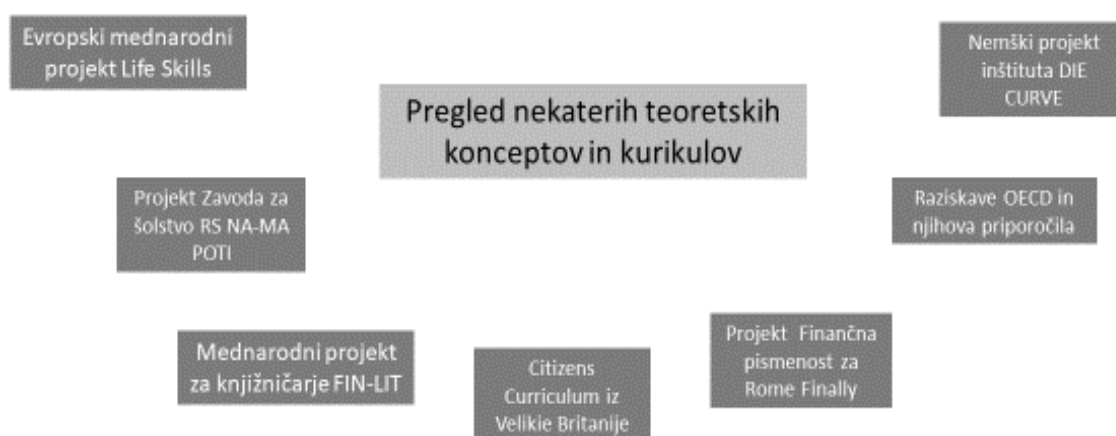 Evropski mednarodni
projekt Life Skills
Nemški projekt
inštituta DIE
CURVE
Pregled nekaterih teoretskih
konceptov in kurikulov
Projekt Zavoda za
šolstvo RS NA-MA
POTI
Raziskave OECD in
njihova priporočila
Mednarodni projekt
za knjižničarje FIN-LIT
Citizens
Curriculum iz
Velikie Britanije
Projekt Finančna
pismenost za
Rome Finally